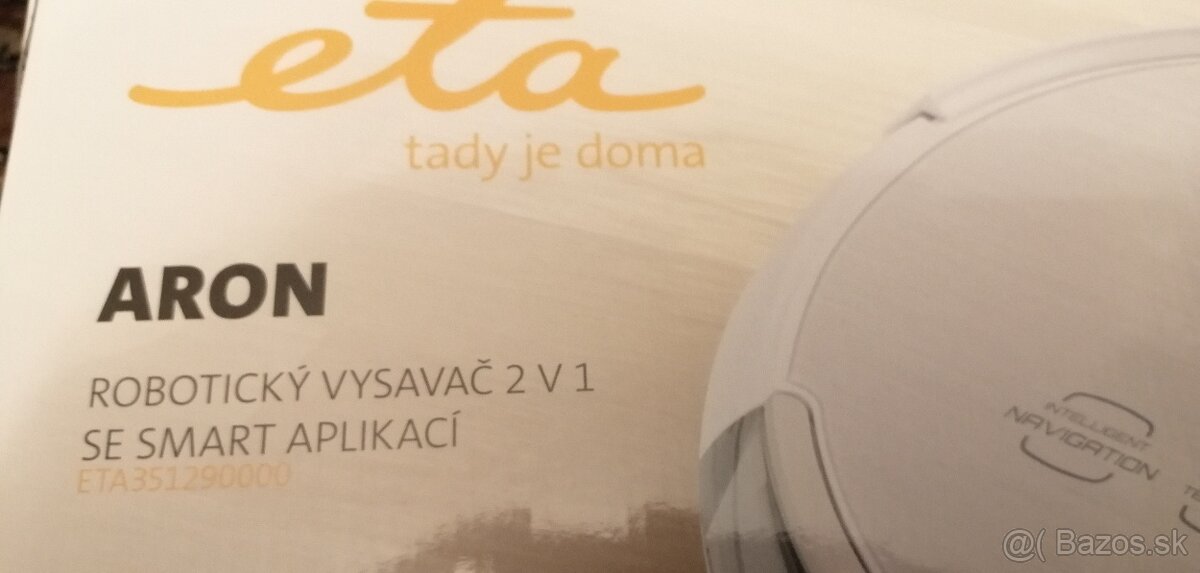 eta
tady je doma
ARON
ROBOTICKÝ VYSAVAČ 2 V 1
SE SMART APLIKACÍ
ETA351290000
INTELLIGENT
NAVIGATION
@( Bazos.sk